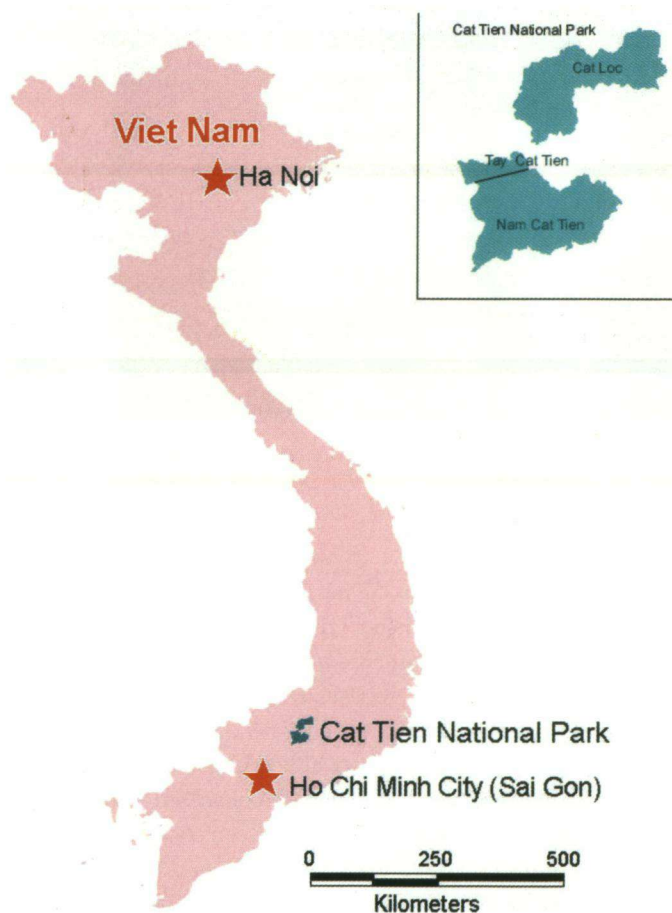 Cat Tien National Park
Cat Loc
Tay Cat Tien
Nam Cat Tien
Viet Nam
Ha Noi
Cat Tien National Park
Ho Chi Minh City (Sai Gon)
0 250 500
Kilometers